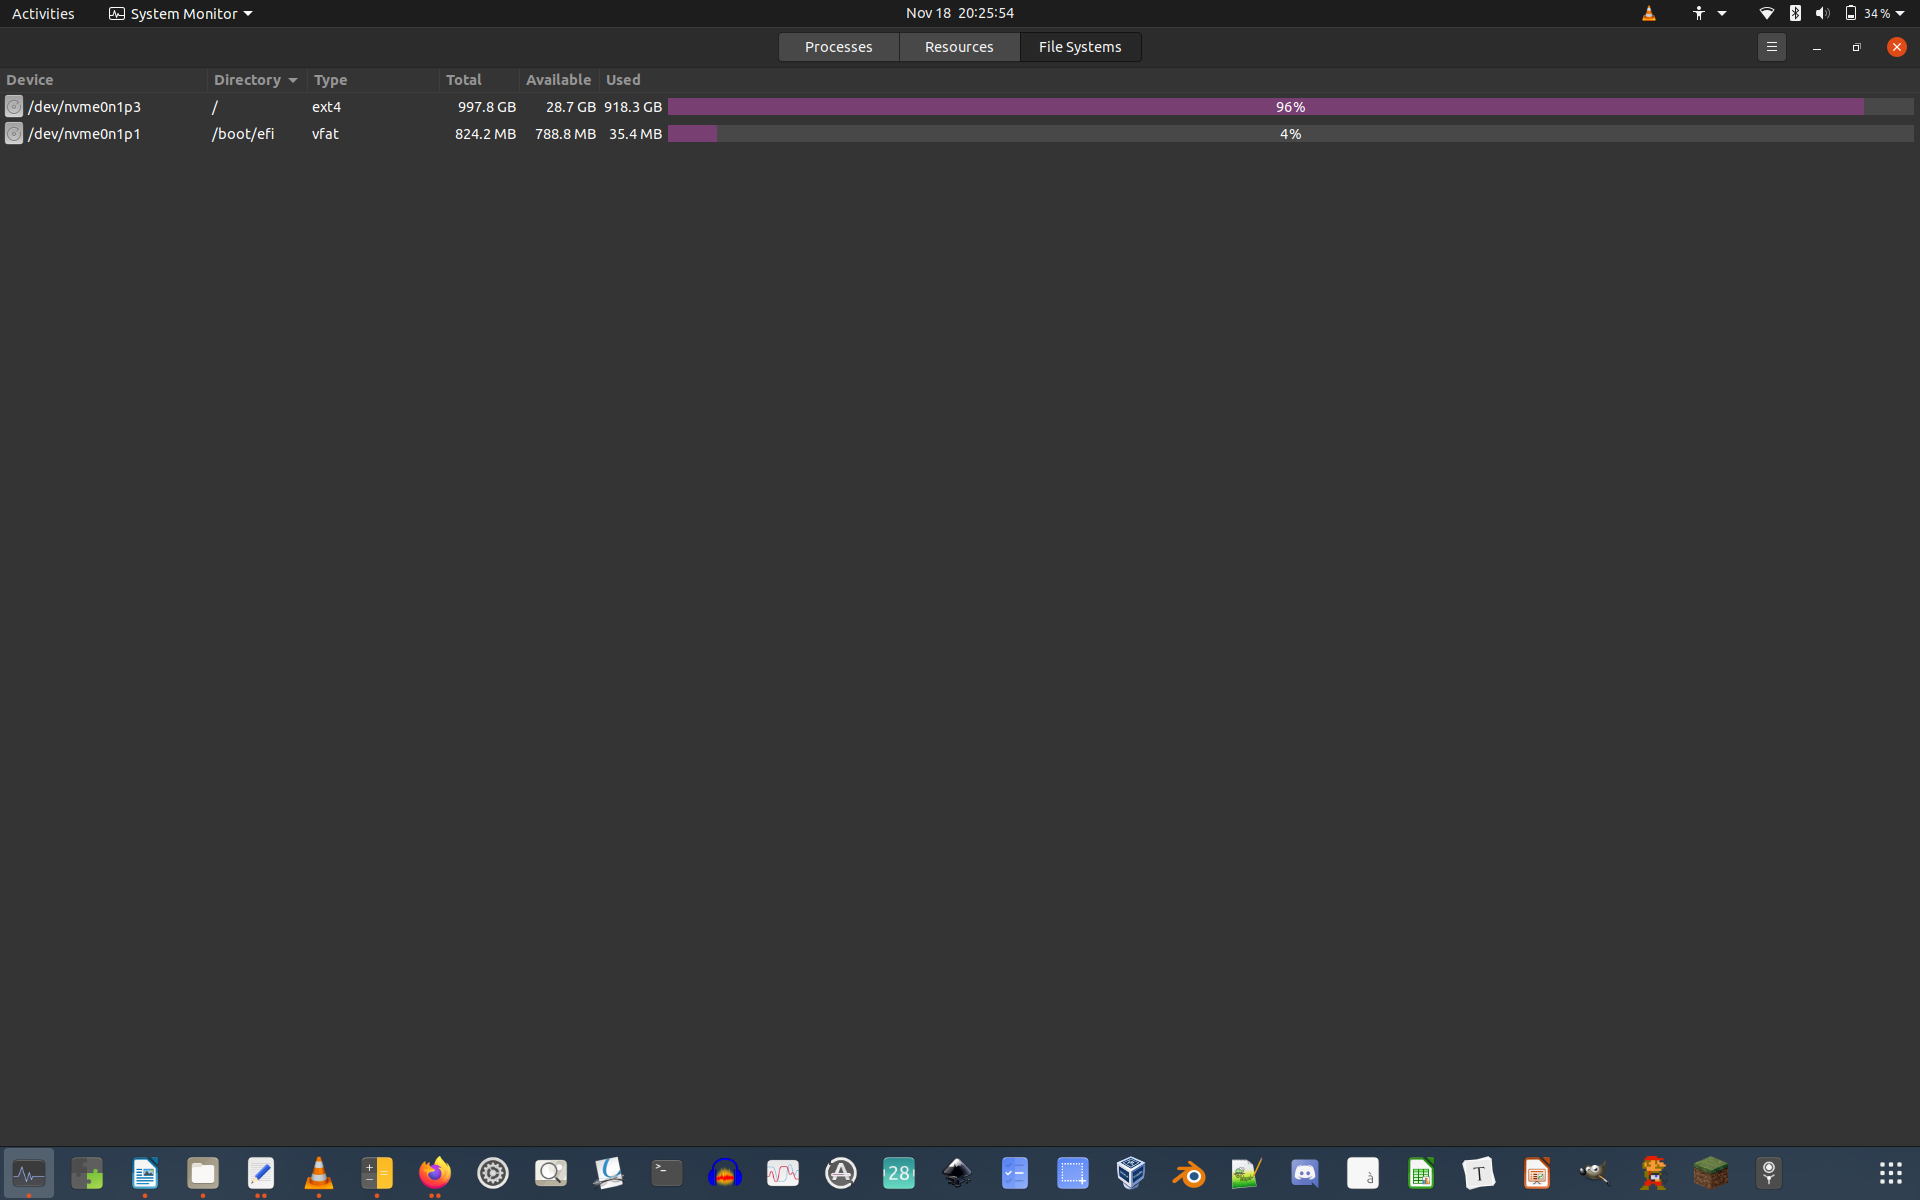 Activities System Monitor Nov 18 20:25:54 34 %
Processes Resources File Systems
Device Directory Type Total Available Used
/dev/nvme0n1p3 / ext4 997.8 GB 28.7 GB 918.3 GB 96%
/dev/nvme0n1p1 /boot/efi vfat 824.2 MB 788.8 MB 35.4 MB 4%
28 à T